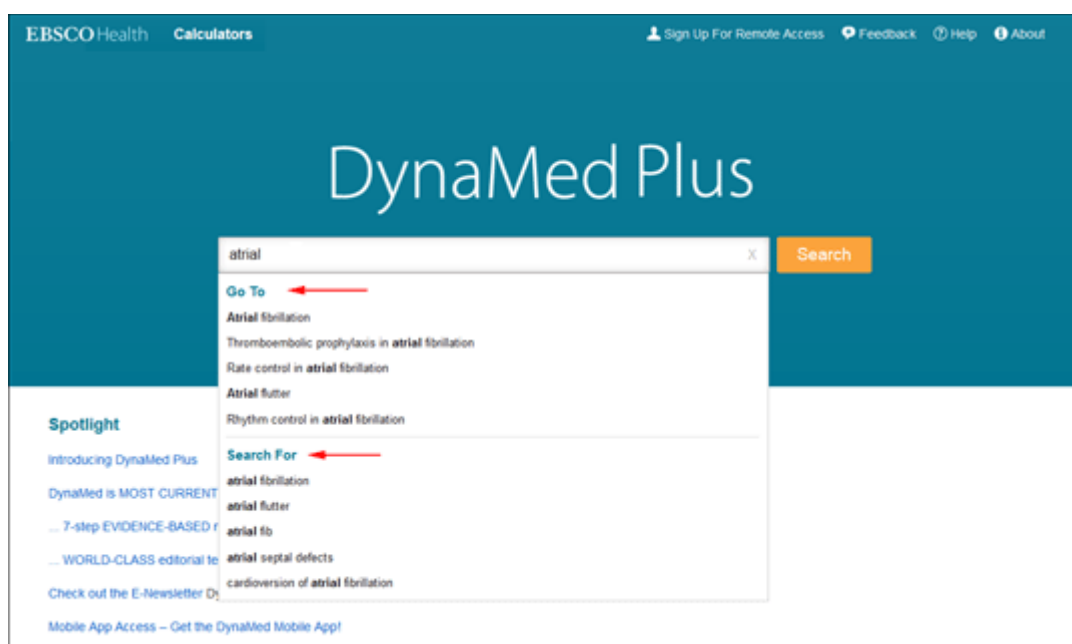 EBSCO Health Calculators Sign Up For Remote Access Feedback Help About
DynaMed Plus
atrial X Search
Go To
Atrial fibrillation
Thromboembolic prophylaxis in atrial fibrillation
Rate control in atrial fibrillation
Atrial flutter
Rhythm control in atrial fibrillation
Search For
atrial fibrillation
atrial flutter
atrial fib
atrial septal defects
cardioversion of atrial fibrillation
Spotlight
Introducing DynaMed Plus
DynaMed is MOST CURRENT
... 7-step EVIDENCE-BASED
... WORLD-CLASS editorial
Check out the E-Newsletter
Mobile App Access – Get the DynaMed Mobile App!